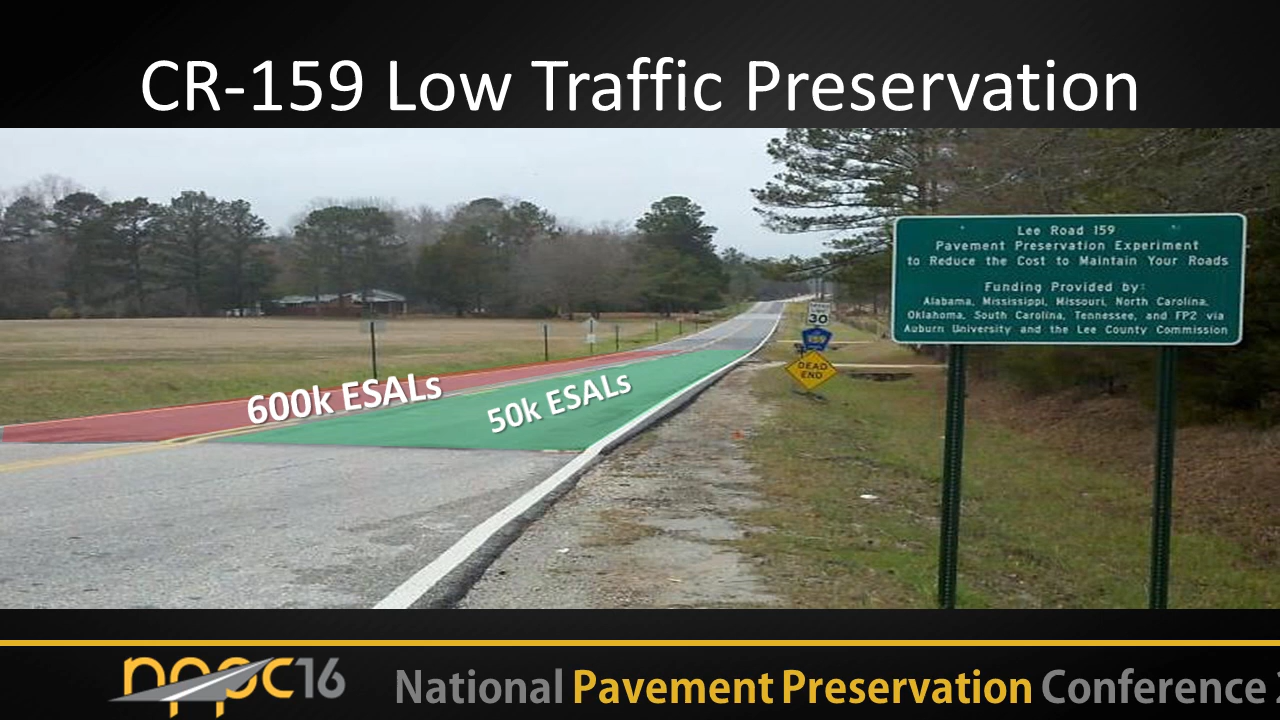 CR-159 Low Traffic Preservation
Lee Road 159
Pavement Preservation Experiment
to Reduce the Cost to Maintain Your Roads
Funding Provided by:
Alabama, Mississippi, Missouri, North Carolina,
Oklahoma, South Carolina, Tennessee, and FP2 via
Auburn University and the Lee County Commission
30
159
DEAD
END
600k ESALs
50k ESALs
nppc16
National Pavement Preservation Conference